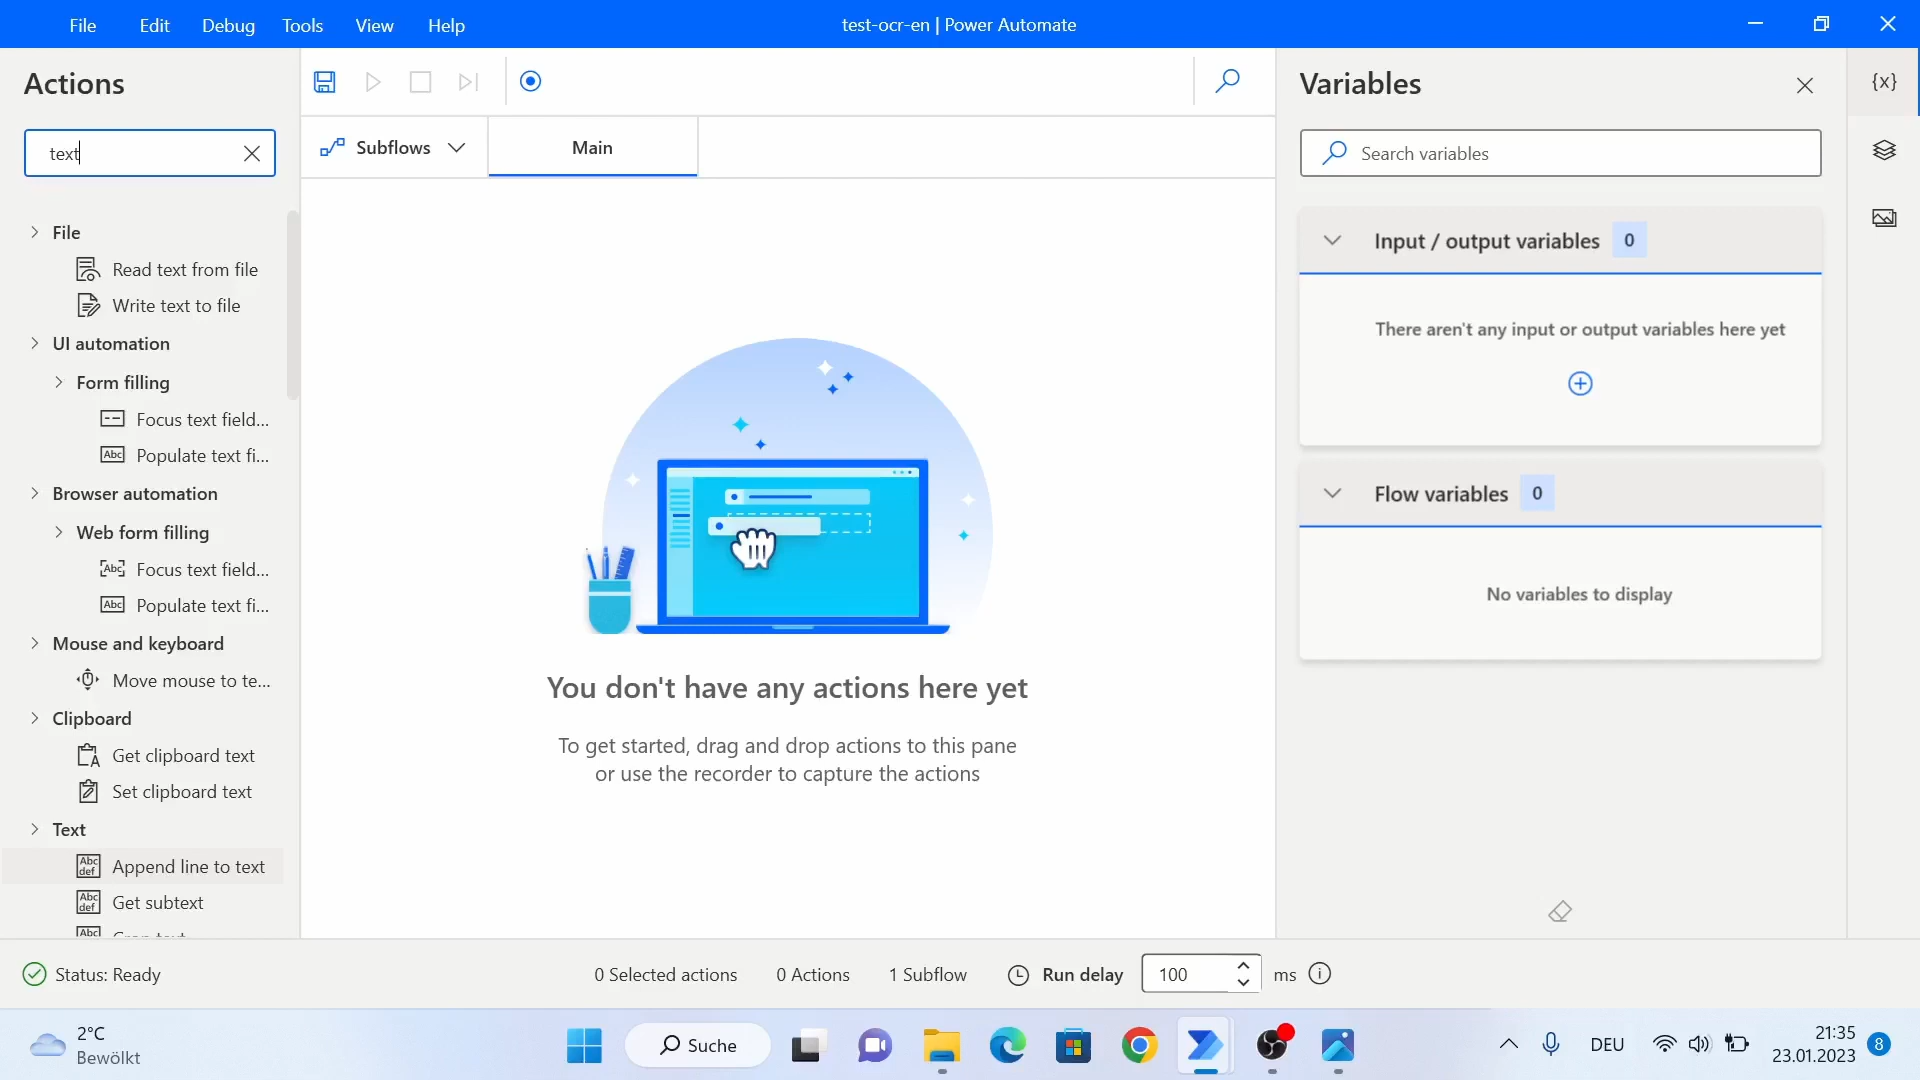 File Edit Debug Tools View Help
test-ocr-en | Power Automate
Actions
text
File
Read text from file
Write text to file
UI automation
Form filling
Focus text field...
Populate text fi...
Browser automation
Web form filling
Focus text field...
Populate text fi...
Mouse and keyboard
Move mouse to te...
Clipboard
Get clipboard text
Set clipboard text
Text
Append line to text
Get subtext
Subflows
Main
You don't have any actions here yet
To get started, drag and drop actions to this pane
or use the recorder to capture the actions
Variables
{x}
Search variables
Input / output variables 0
There aren't any input or output variables here yet
Flow variables 0
No variables to display
Status: Ready
0 Selected actions 0 Actions 1 Subflow Run delay 100 ms
2°C
Bewölkt
Suche
DEU
21:35
23.01.2023
8